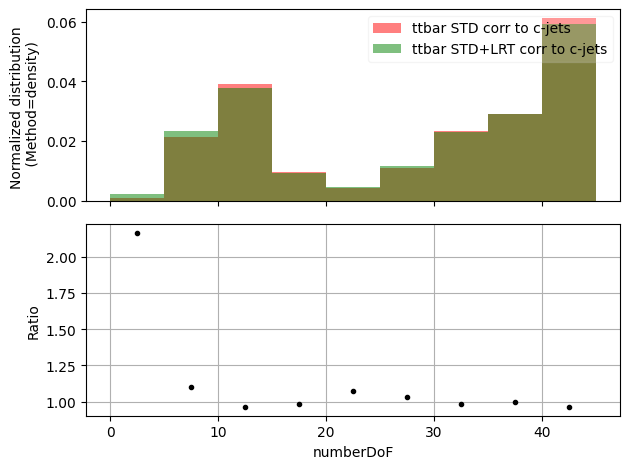 Normalized distribution
(Method=density)
0.06
0.04
0.02
0.00
ttbar STD corr to c-jets
ttbar STD+LRT corr to c-jets
Ratio
2.00
1.75
1.50
1.25
1.00
0
10
20
30
40
numberDoF